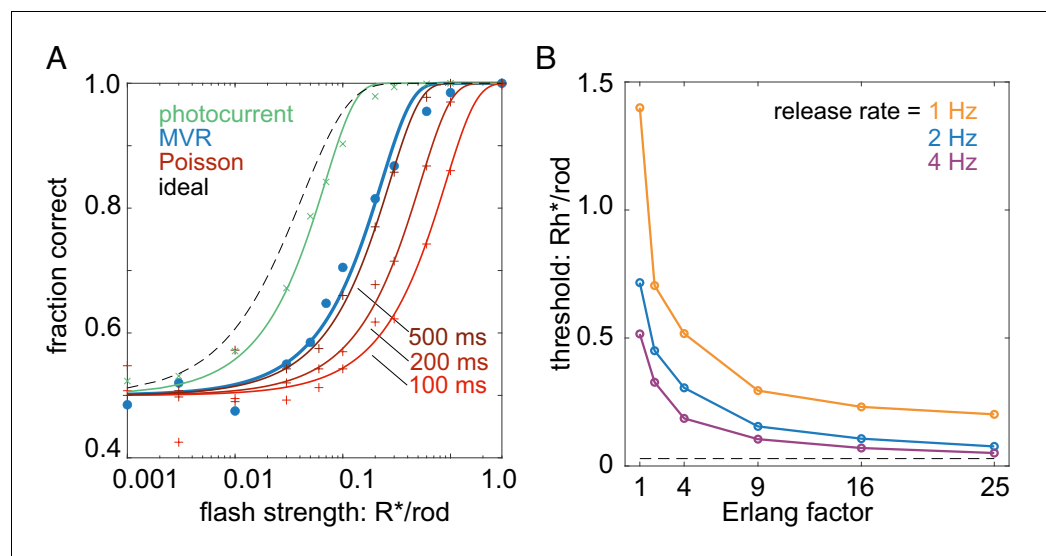 A
1.0
0.8
0.6
0.4
fraction correct
photocurrent
MVR
Poisson
ideal
500 ms
200 ms
100 ms
0.001
0.01
0.1
1.0
flash strength: R*/rod
B
1.5
1.0
0.5
0
threshold: Rh*/rod
release rate = 1 Hz
2 Hz
4 Hz
1
4
9
16
25
Erlang factor